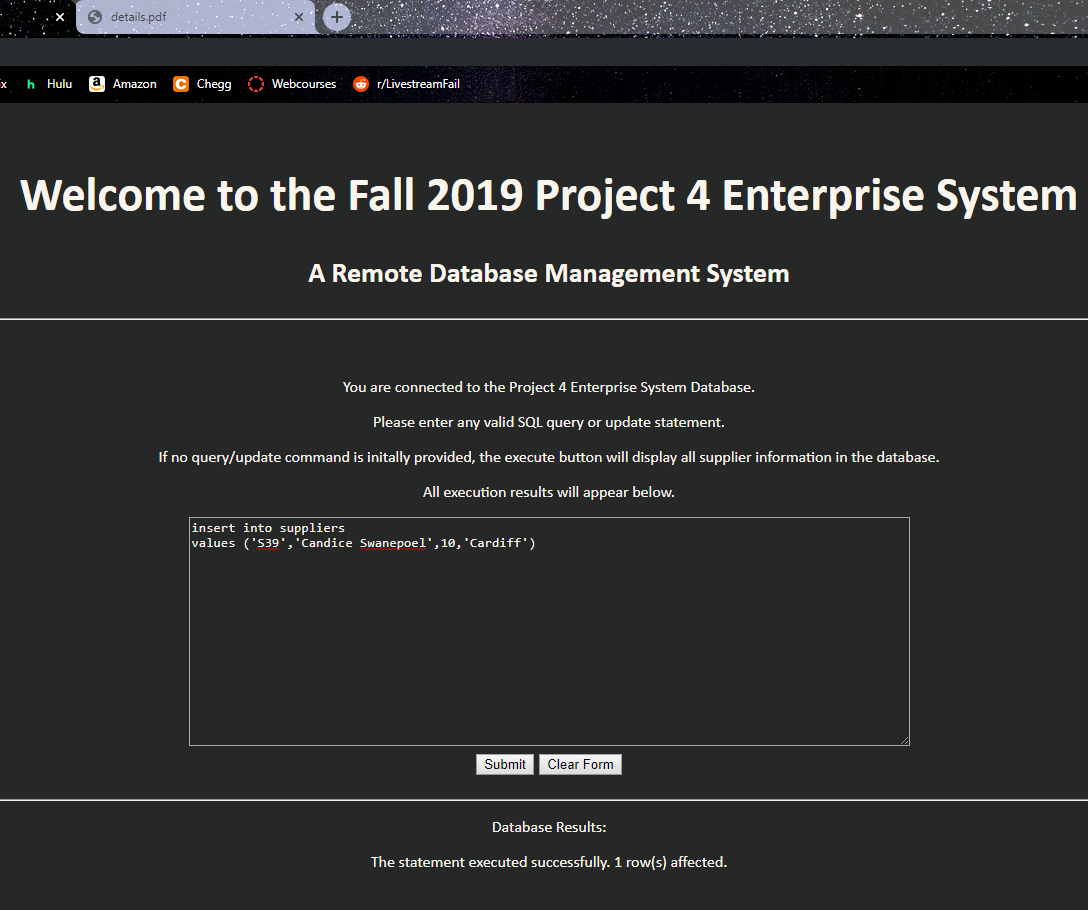 details.pdf
x Hulu Amazon Chegg Webcourses r/LivestreamFail
Welcome to the Fall 2019 Project 4 Enterprise System
A Remote Database Management System
You are connected to the Project 4 Enterprise System Database.
Please enter any valid SQL query or update statement.
If no query/update command is initally provided, the execute button will display all supplier information in the database.
All execution results will appear below.
insert into suppliers
values ('S39','Candice Swanepoel',10,'Cardiff')
Submit Clear Form
Database Results:
The statement executed successfully. 1 row(s) affected.